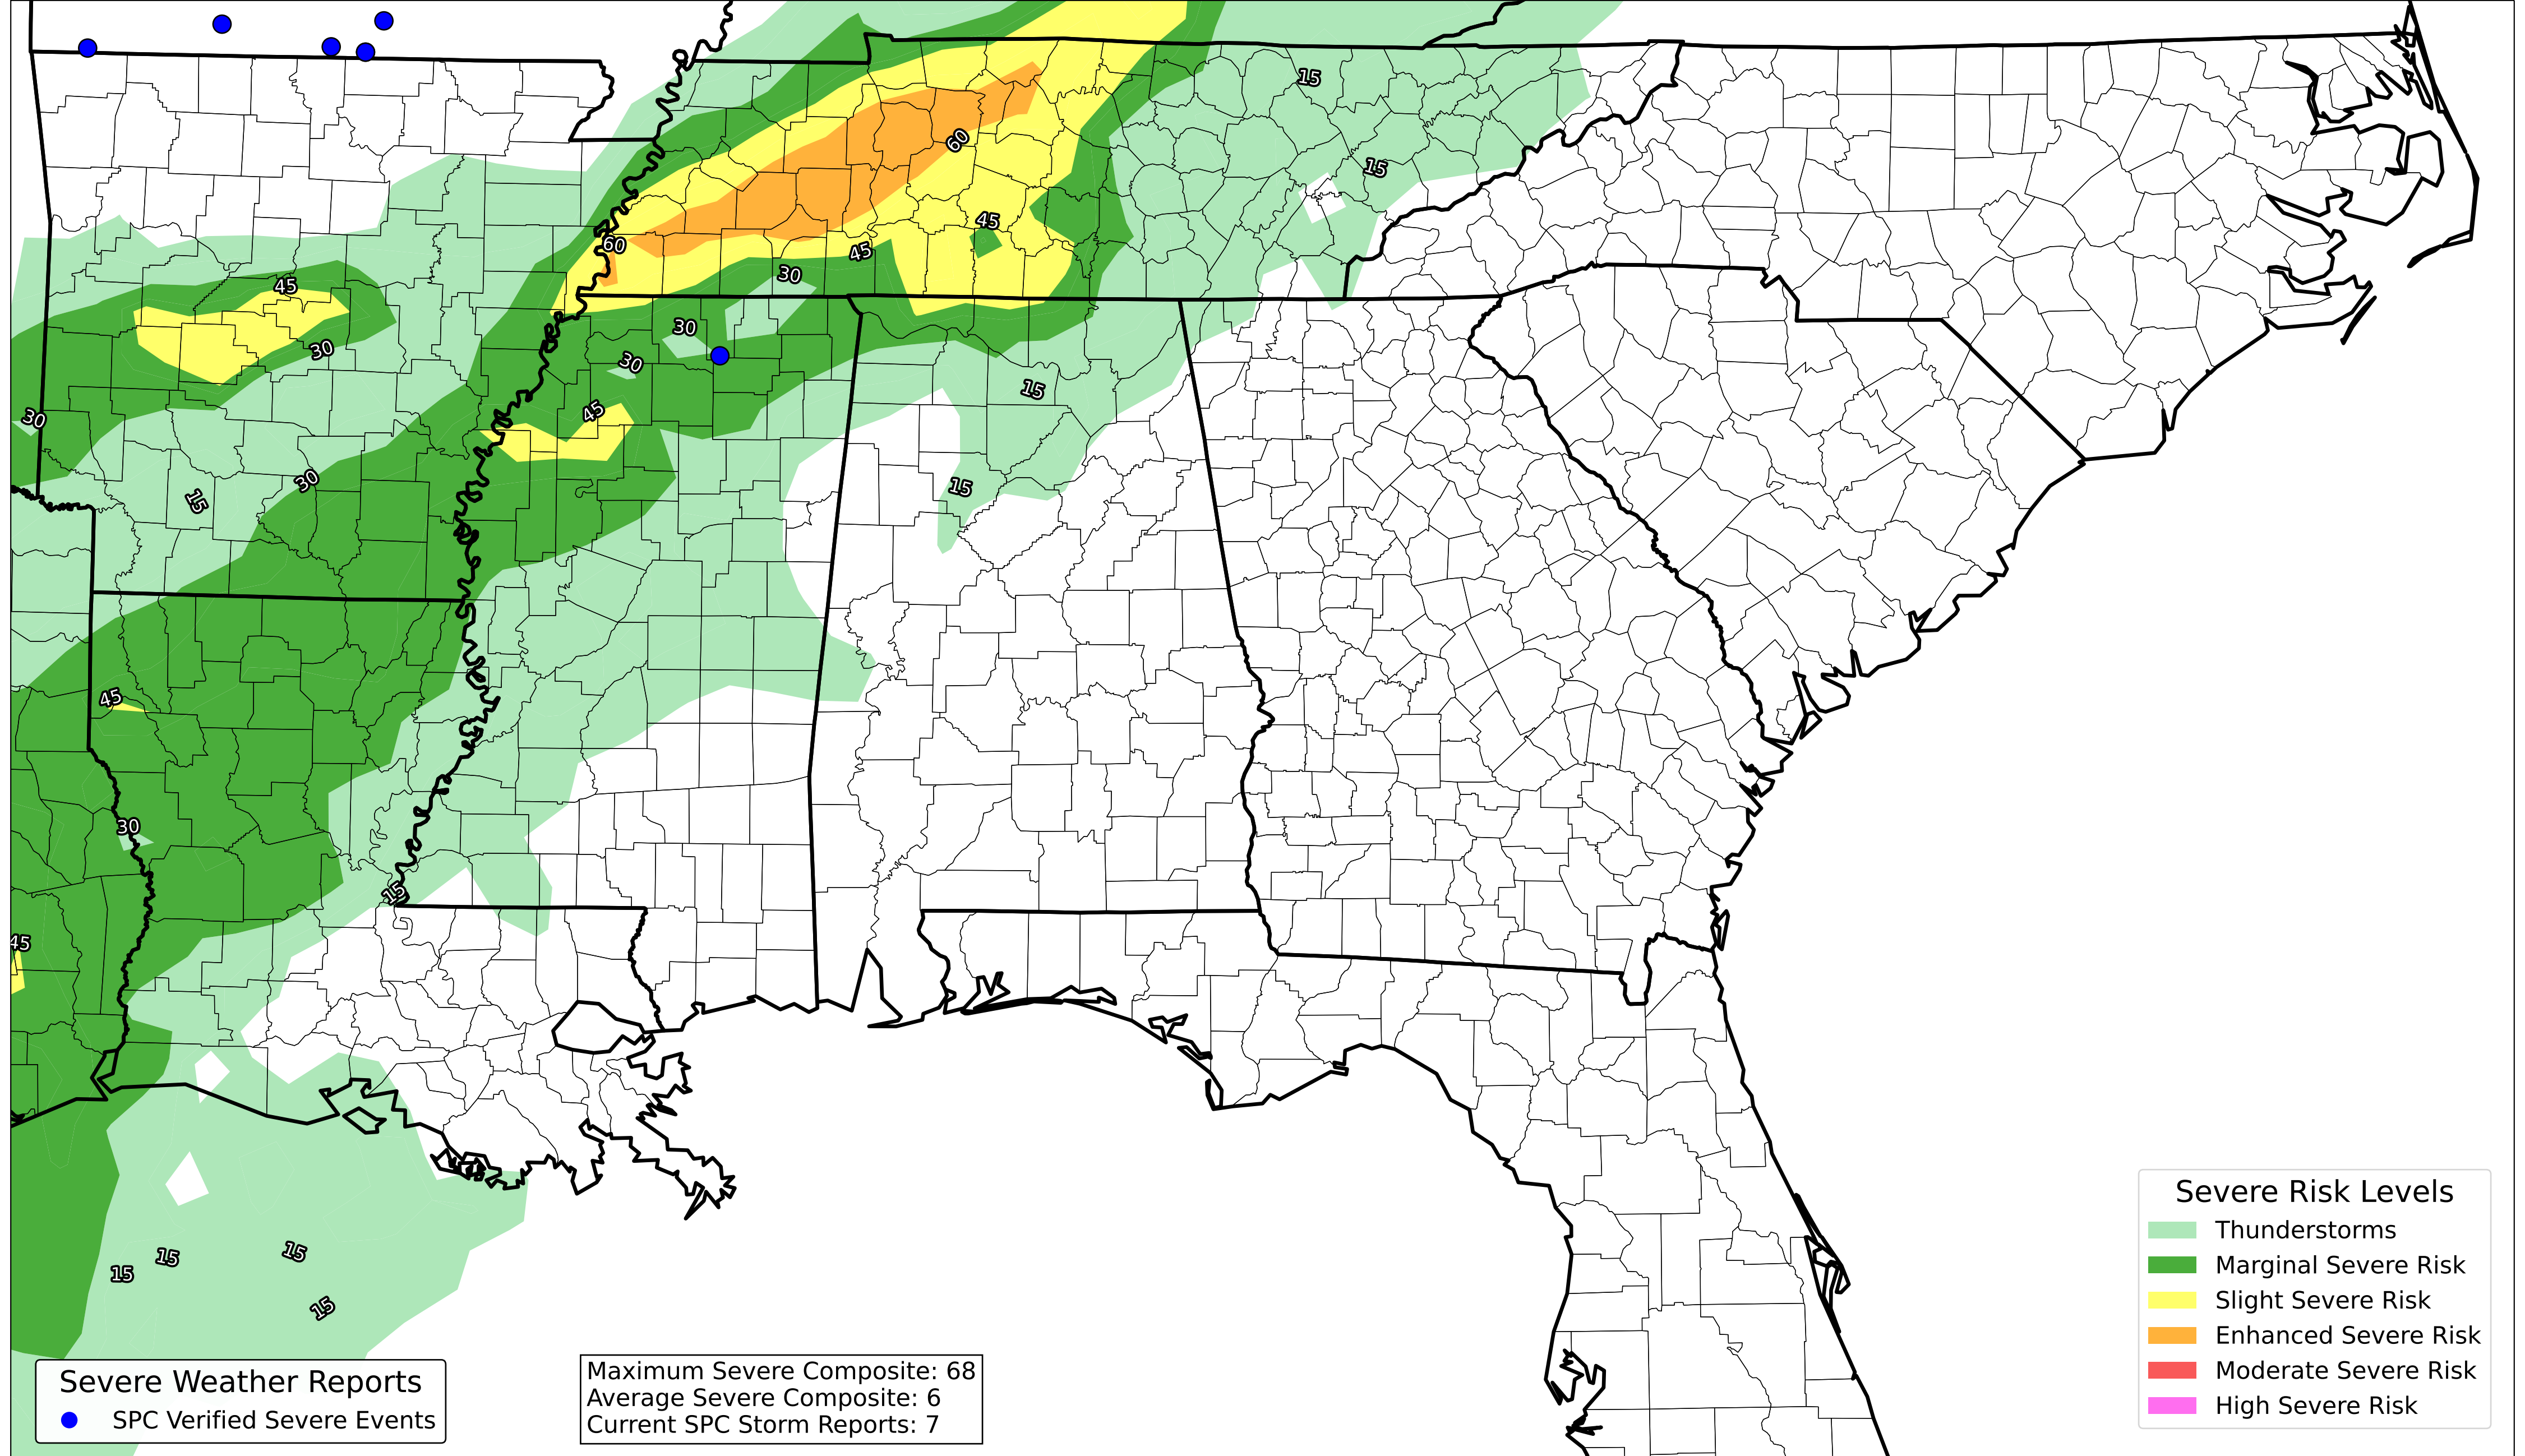 15
15
60
45
60
45
30
45
30
30
30
45
30
15
15
30
15
45
30
15
45
15
15
15
15
Severe Weather Reports
SPC Verified Severe Events
Maximum Severe Composite: 68
Average Severe Composite: 6
Current SPC Storm Reports: 7
Severe Risk Levels
Thunderstorms
Marginal Severe Risk
Slight Severe Risk
Enhanced Severe Risk
Moderate Severe Risk
High Severe Risk